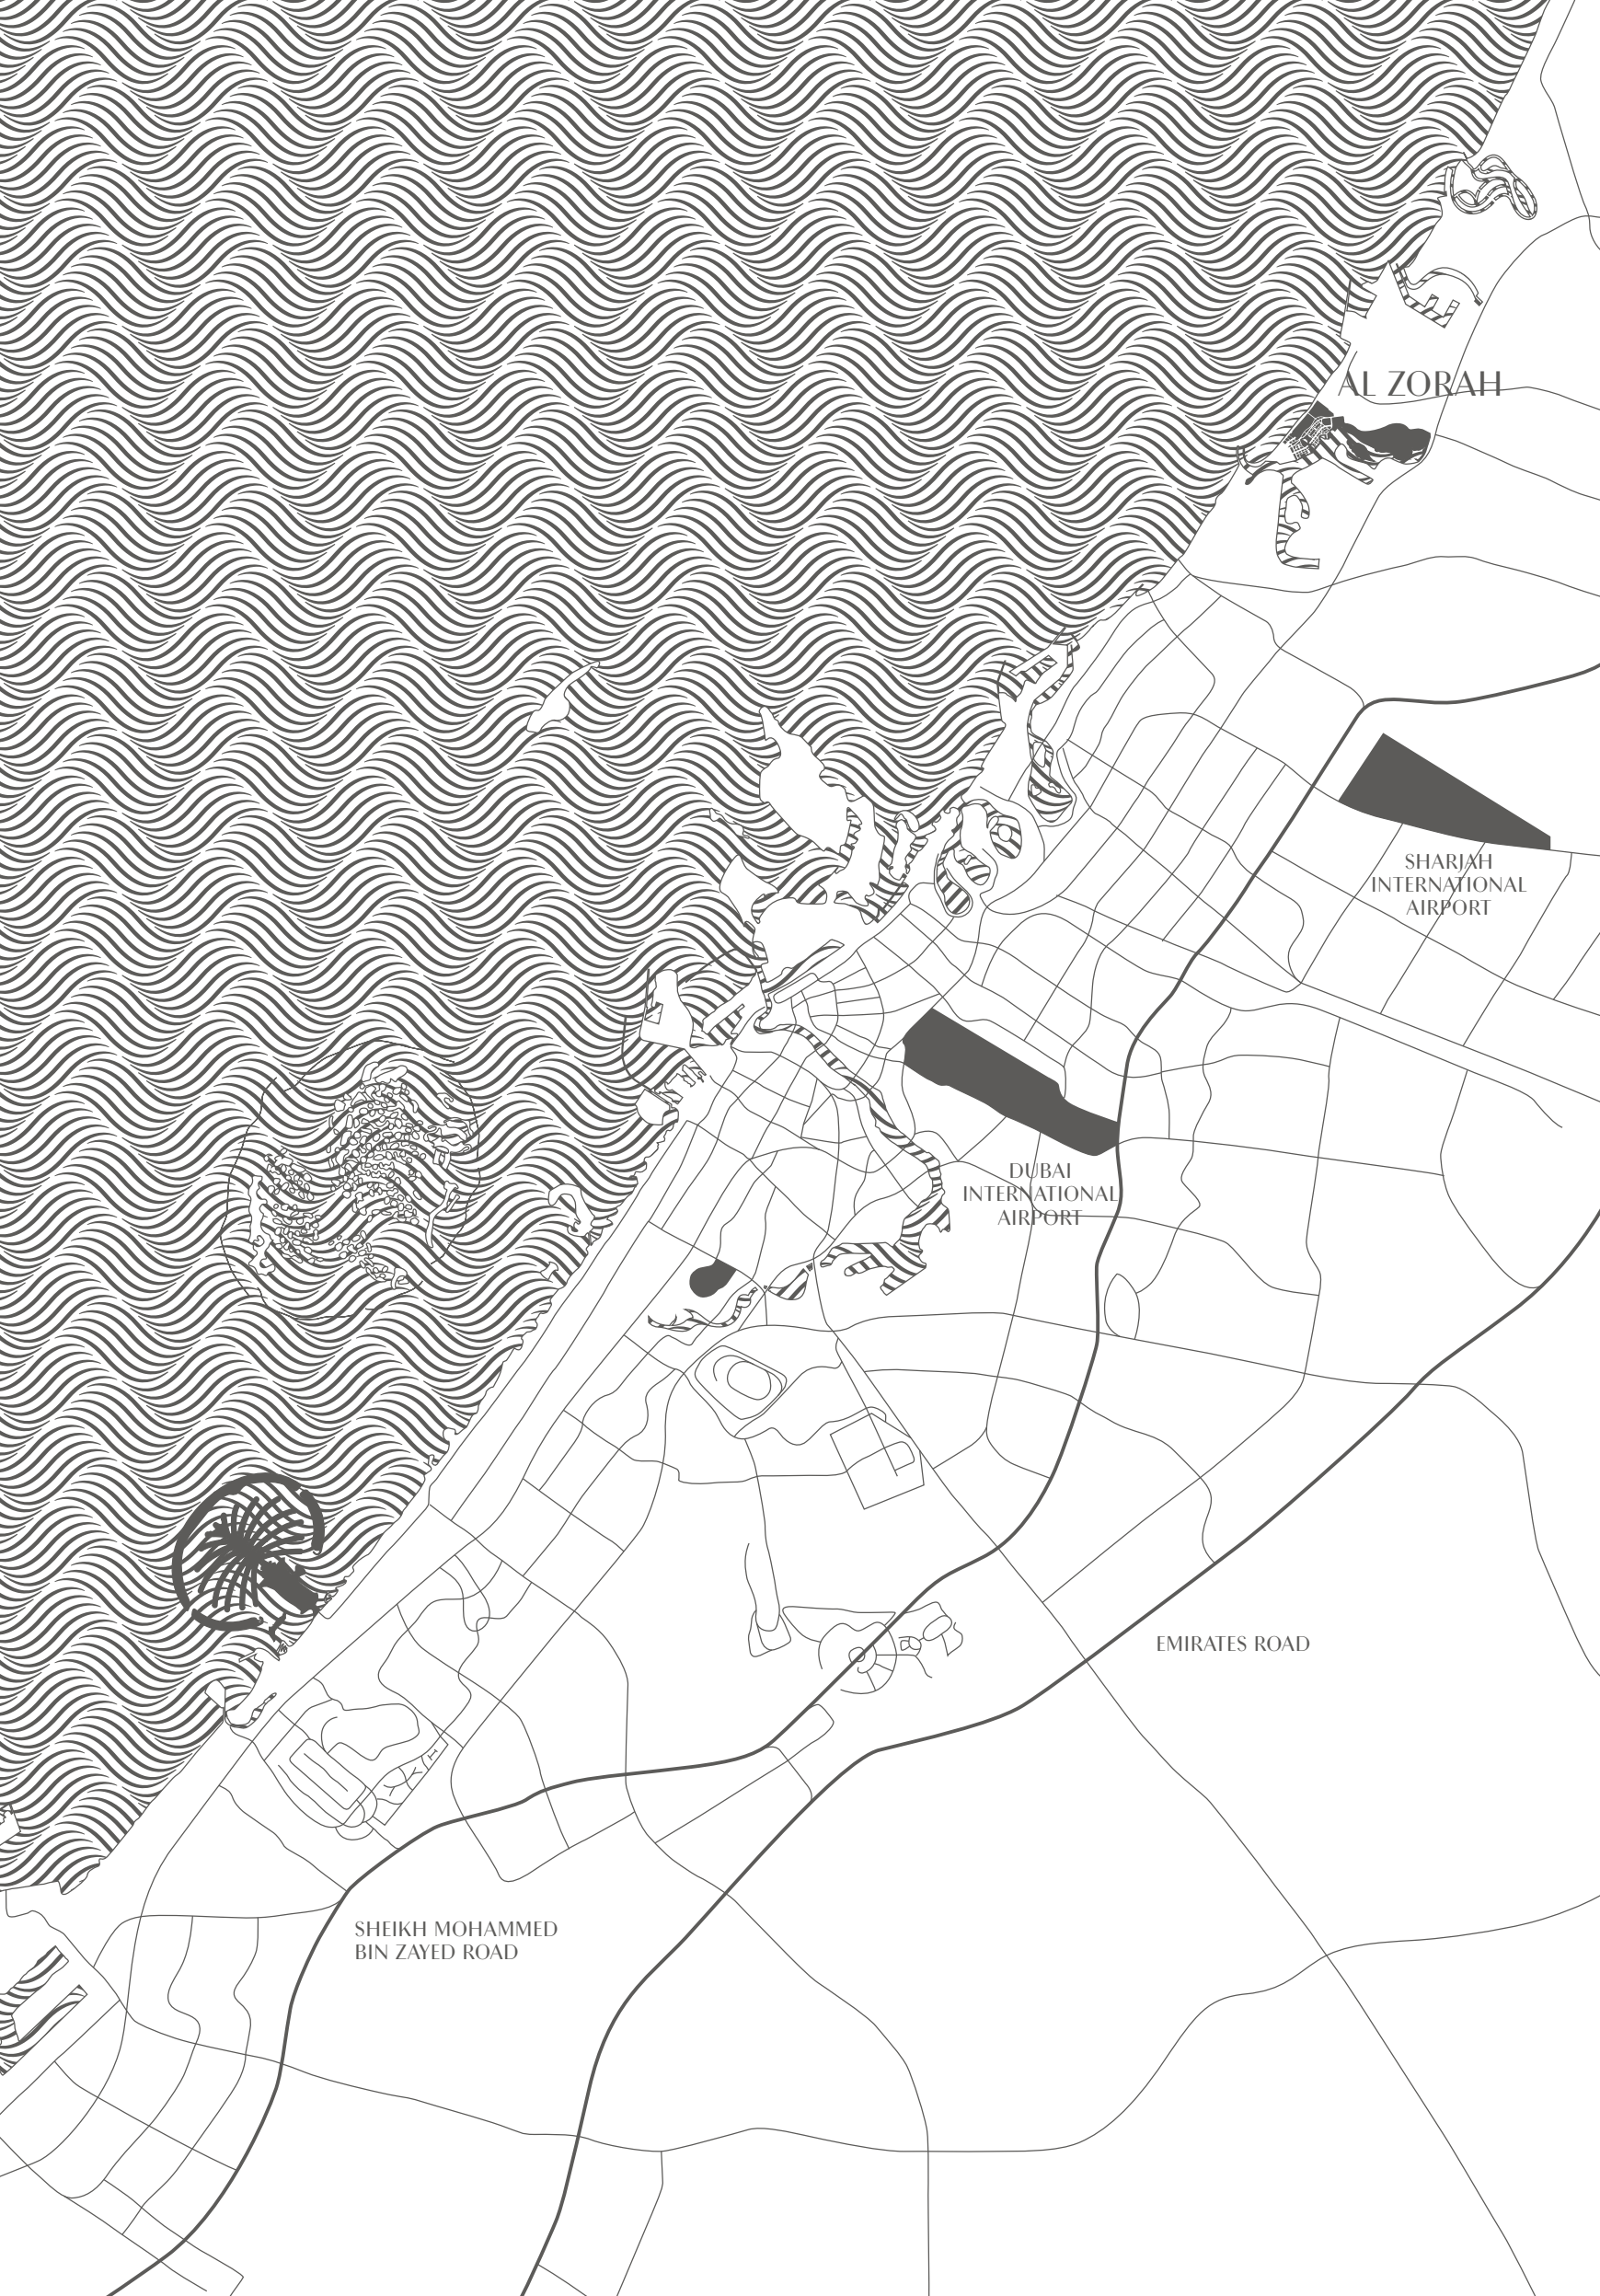 AL ZORAH
SHARJAH
INTERNATIONAL
AIRPORT
DUBAI
INTERNATIONAL
AIRPORT
EMIRATES ROAD
SHEIKH MOHAMMED
BIN ZAYED ROAD